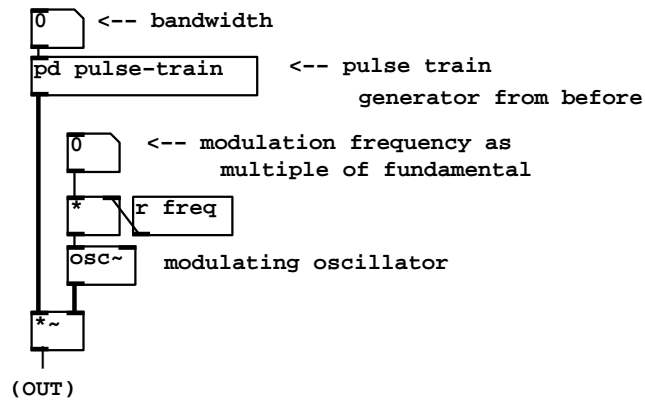 0 <-- bandwidth
pd pulse-train <-- pulse train
generator from before
0 <-- modulation frequency as
multiple of fundamental
* r freq
osc~ modulating oscillator
*~
(OUT)